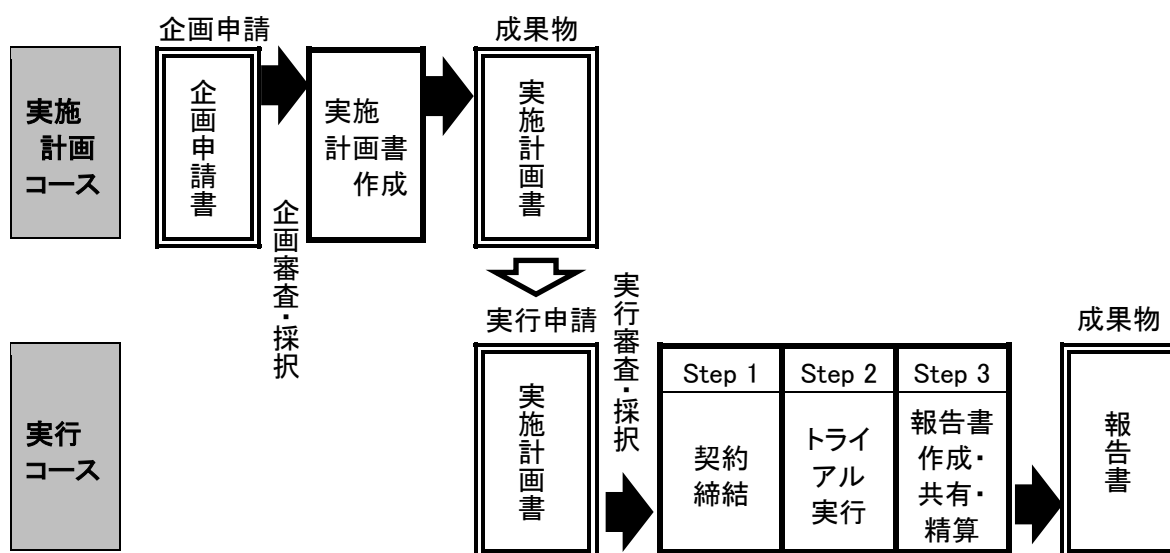 企画申請
成果物
実施
計画
コース
企画申請書
企画審査・採択
実施
計画書
作成
実施計画書
実行申請
実行審査・採択
成果物
実行
コース
実施計画書
Step 1
Step 2
Step 3
契約
締結
トライ
アル
実行
報告書
作成・
共有・
精算
報告書